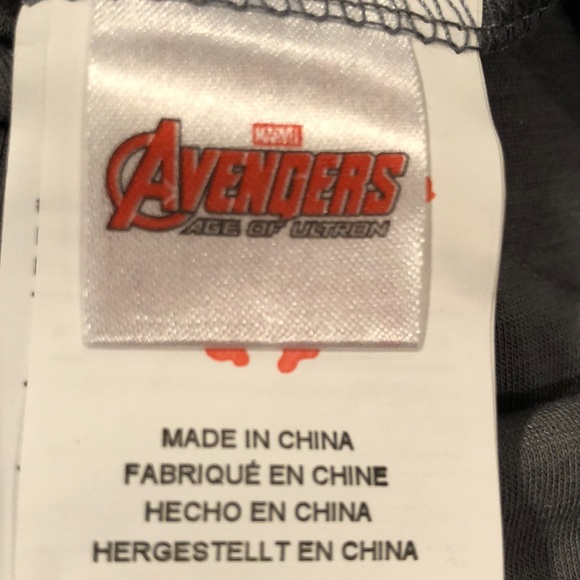 MARVEL
AVENGERS
AGE OF ULTRON
MADE IN CHINA
FABRIQUÉ EN CHINE
HECHO EN CHINA
HERGESTELLT EN CHINA